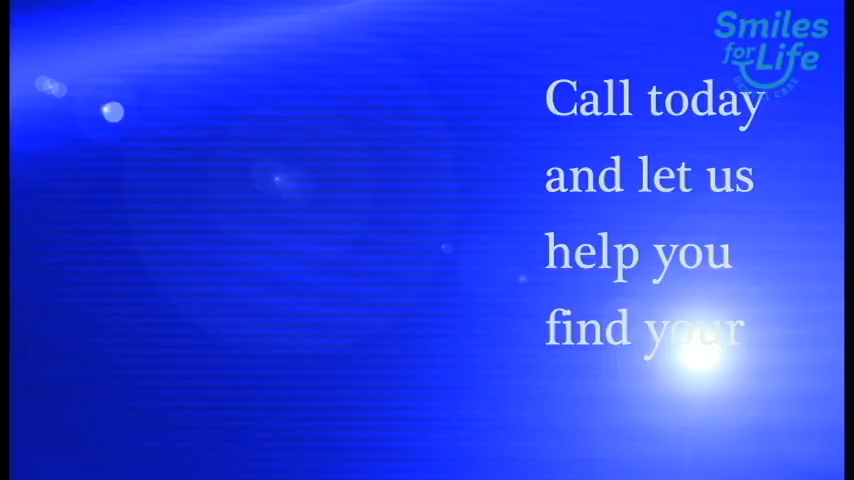 Smiles
for Life
Call today
and let us
help you
find your